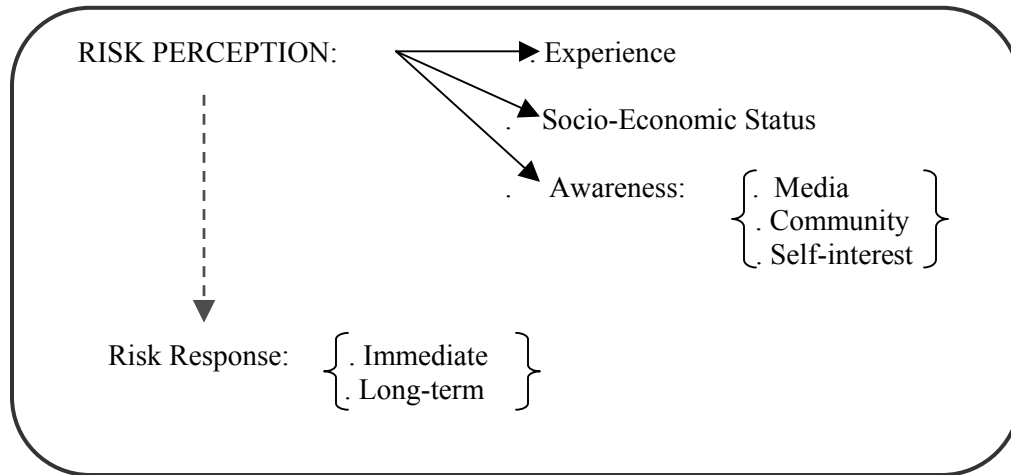 RISK PERCEPTION:
. Experience
. Socio-Economic Status
. Awareness:
. Media
. Community
. Self-interest
Risk Response:
. Immediate
. Long-term